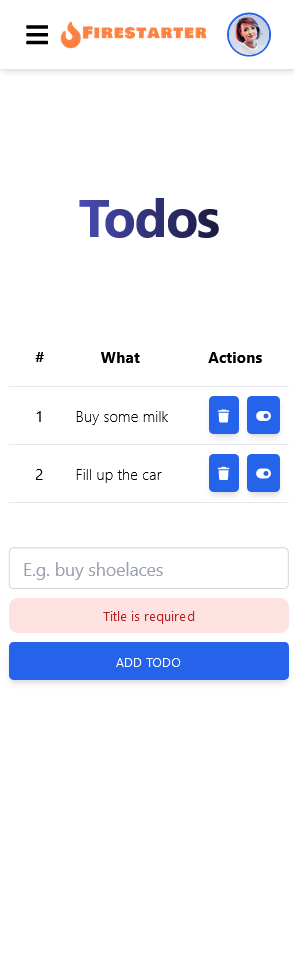 FIRESTARTER
Todos
# What Actions
1 Buy some milk
2 Fill up the car
E.g. buy shoelaces
Title is required
ADD TODO